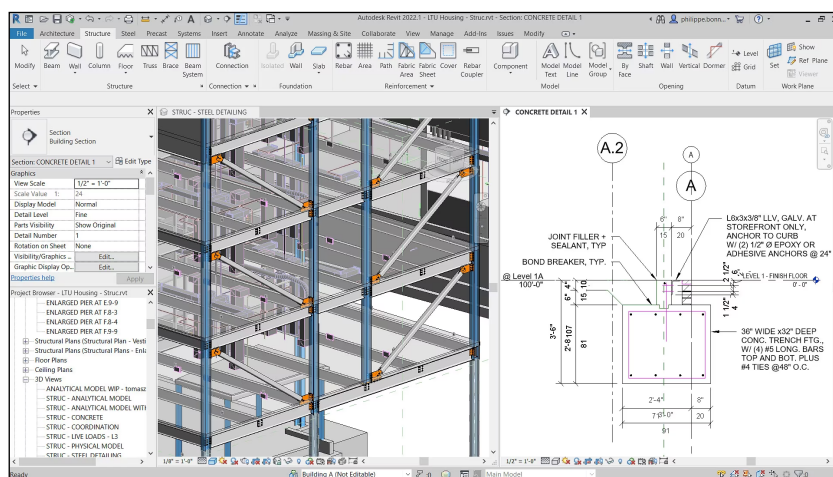 Autodesk Revit 2022.1 - LTU Housing - Struc.rvt - Section: CONCRETE DETAIL 1
philippe.bonn...
File Architecture Structure Steel Precast Systems Insert Annotate Analyze Massing & Site Collaborate View Manage Add-Ins Issues Modify
Modify Beam Wall Column Floor Truss Brace Beam System Connection Isolated Wall Slab Rebar Area Path Fabric Area Fabric Sheet Cover Rebar Coupler Component Model Text Model Line Model Group By Face Shaft Wall Vertical Dormer Level Grid Set Show Ref Plane Viewer
Select Structure Connection Foundation Reinforcement Model Opening Datum Work Plane
Properties
Section
Building Section
Section: CONCRETE DETAIL 1 Edit Type
Graphics
View Scale 1/2" = 1'-0"
Scale Value 1: 24
Display Model Normal
Detail Level Fine
Parts Visibility Show Original
Detail Number 1
Rotation on Sheet None
Visibility/Graphics ... Edit...
Graphic Display Op... Edit...
Properties help Apply
Project Browser - LTU Housing - Struc.rvt
ENLARGED PIER AT E.9-9
ENLARGED PIER AT F.8-3
ENLARGED PIER AT F.8-4
ENLARGED PIER AT F.9-9
Structural Plans (Structural Plan - Vesti
Structural Plans (Structural Plan - Enla
Floor Plans
Ceiling Plans
3D Views
ANALYTICAL MODEL WIP - tomasz
STRUC - ANALYTICAL MODEL
STRUC - ANALYTICAL MODEL WITH
STRUC - CONCRETE
STRUC - COORDINATION
STRUC - LIVE LOADS - L3
STRUC - PHYSICAL MODEL
STRUC - STEEL DETAILING
STRUC - STEEL DETAILING
1/8" = 1'-0"
CONCRETE DETAIL 1
A.2
A
A
6" 8"
15 20
JOINT FILLER +
SEALANT, TYP
BOND BREAKER, TYP.
L6x3x3/8" LLV, GALV. AT
STOREFRONT ONLY,
ANCHOR TO CURB
W/ (2) 1/2" Ø EPOXY OR
ADHESIVE ANCHORS @ 24"
@ Level 1A
100'-0"
LEVEL 1 - FINISH FLOOR
0' - 0"
6" 4"
15 10
3'-6"
2'-8"
107
81
2 1/2"
6
1 1/2"
4
36" WIDE x32" DEEP
CONC. TRENCH FTG.,
W/ (4) #5 LONG. BARS
TOP AND BOT. PLUS
#4 TIES @48" O.C.
2'-4" 8"
3'-0" 20
91
1/2" = 1'-0"
Ready
Building A (Not Editable)
:0
Main Model
:0